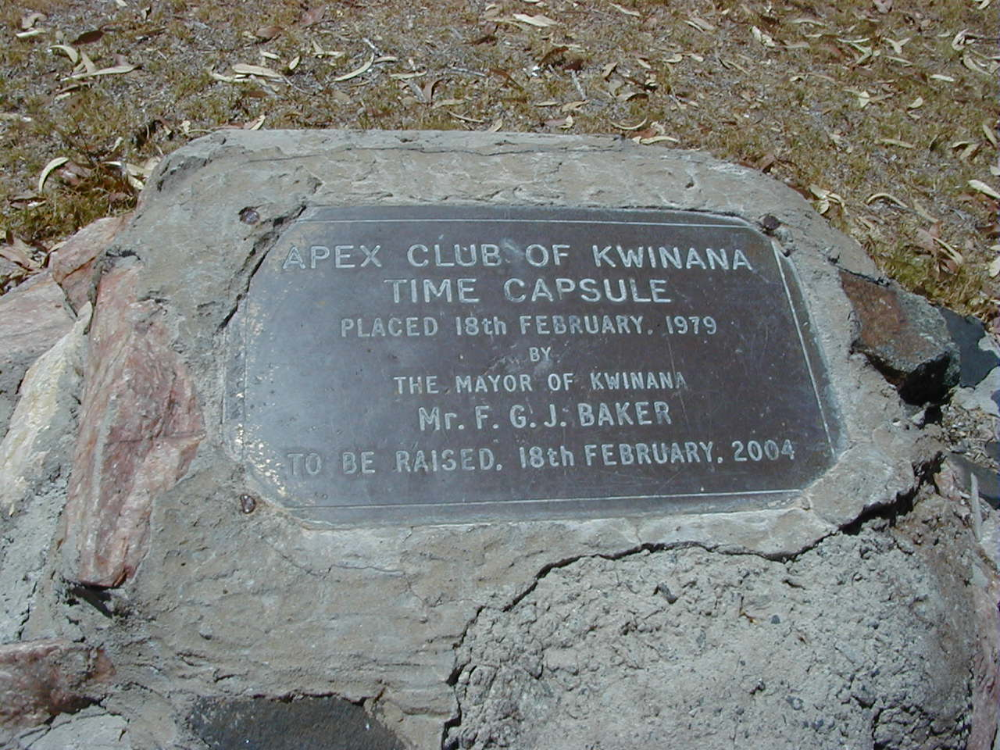 APEX CLUB OF KWINANA
TIME CAPSULE
PLACED 18th FEBRUARY. 1979
BY
THE MAYOR OF KWINANA
Mr. F. G. J. BAKER
TO BE RAISED. 18th FEBRUARY. 2004